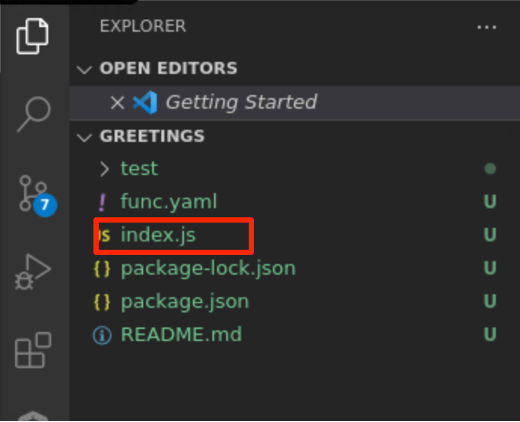 EXPLORER ...
OPEN EDITORS
Getting Started
GREETINGS
test
! func.yaml U
7
JS index.js U
{} package-lock.json U
{} package.json U
README.md U